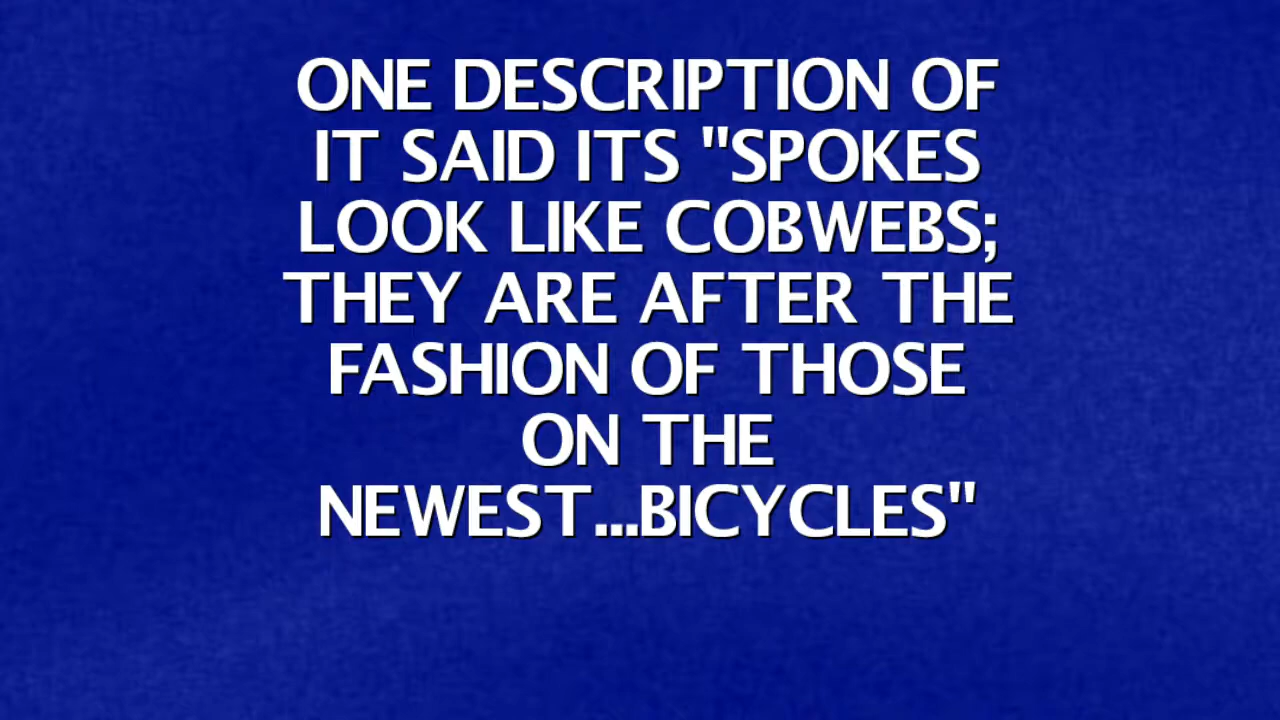 ONE DESCRIPTION OF
IT SAID ITS "SPOKES
LOOK LIKE COBWEBS;
THEY ARE AFTER THE
FASHION OF THOSE
ON THE
NEWEST...BICYCLES"